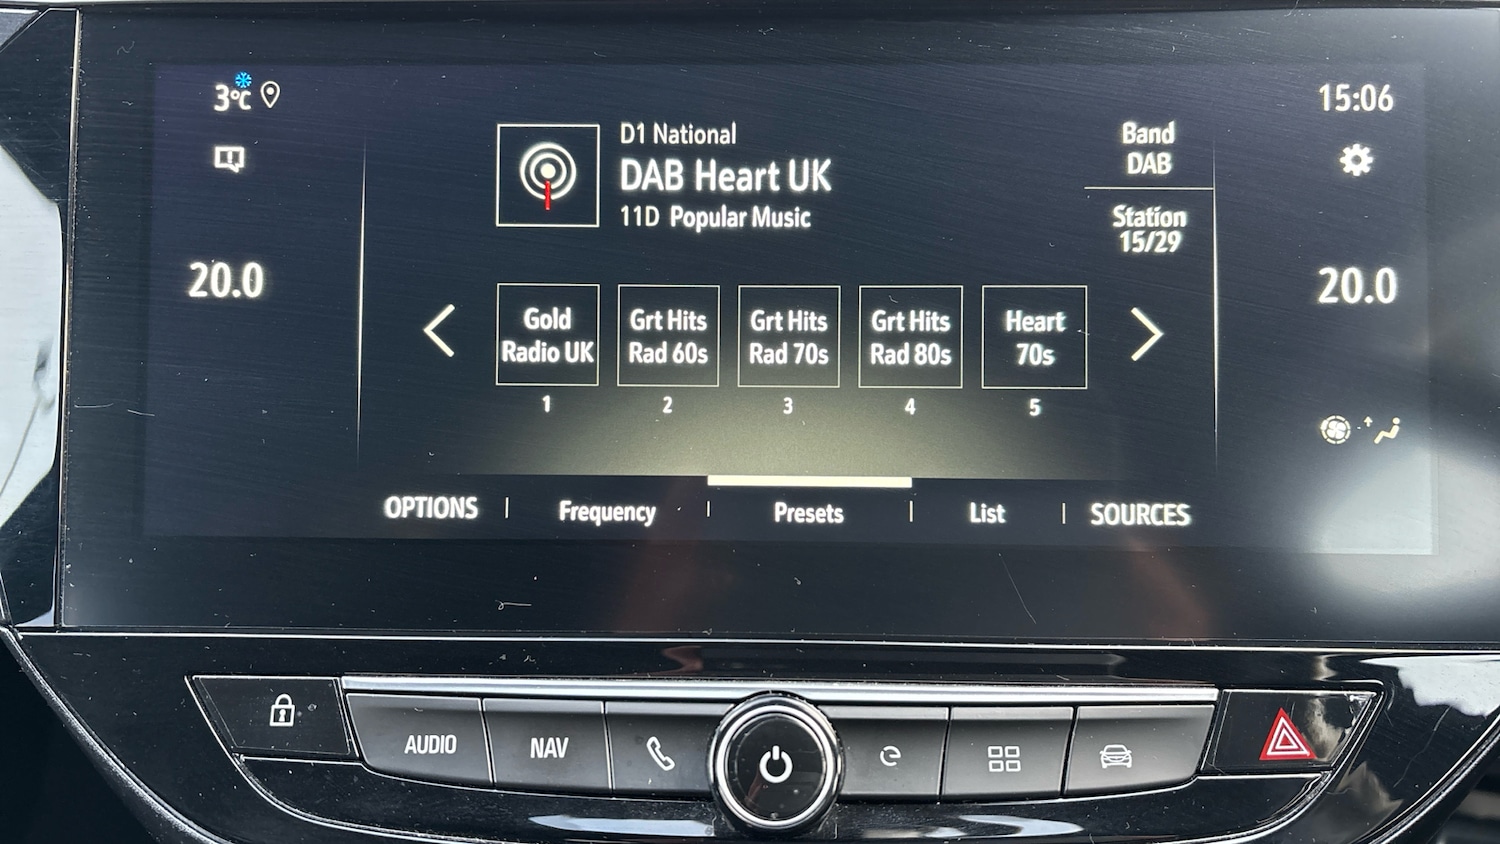 3°C
15:06
D1 National
DAB Heart UK
11D Popular Music
Band
DAB
Station
15/29
20.0
20.0
Gold
Radio UK
Grt Hits
Rad 60s
Grt Hits
Rad 70s
Grt Hits
Rad 80s
Heart
70s
1
2
3
4
5
OPTIONS
Frequency
Presets
List
SOURCES
AUDIO
NAV